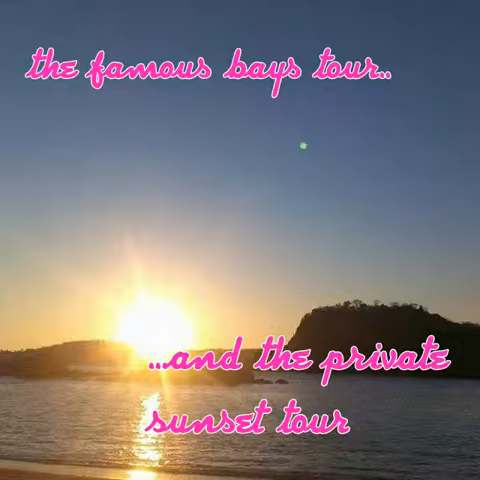 the famous bays tour..
...and the private
sunset tour